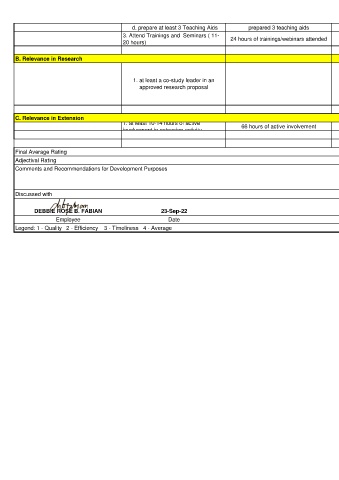 d. prepare at least 3 Teaching Aids
prepared 3 teaching aids
3. Attend Trainings and Seminars ( 11-
20 hours)
24 hours of trainings/webinars attended
B. Relevance in Research
1. at least a co-study leader in an
approved research proposal
C. Relevance in Extension
1. at least 10-14 hours of active
involvement in extension activity
66 hours of active involvement
Final Average Rating
Adjectival Rating
Comments and Recommendations for Development Purposes
Discussed with
DEBBIE ROSE B. FABIAN
23-Sep-22
Employee
Date
Legend: 1 - Quality 2 - Efficiency 3 - Timeliness 4 - Average